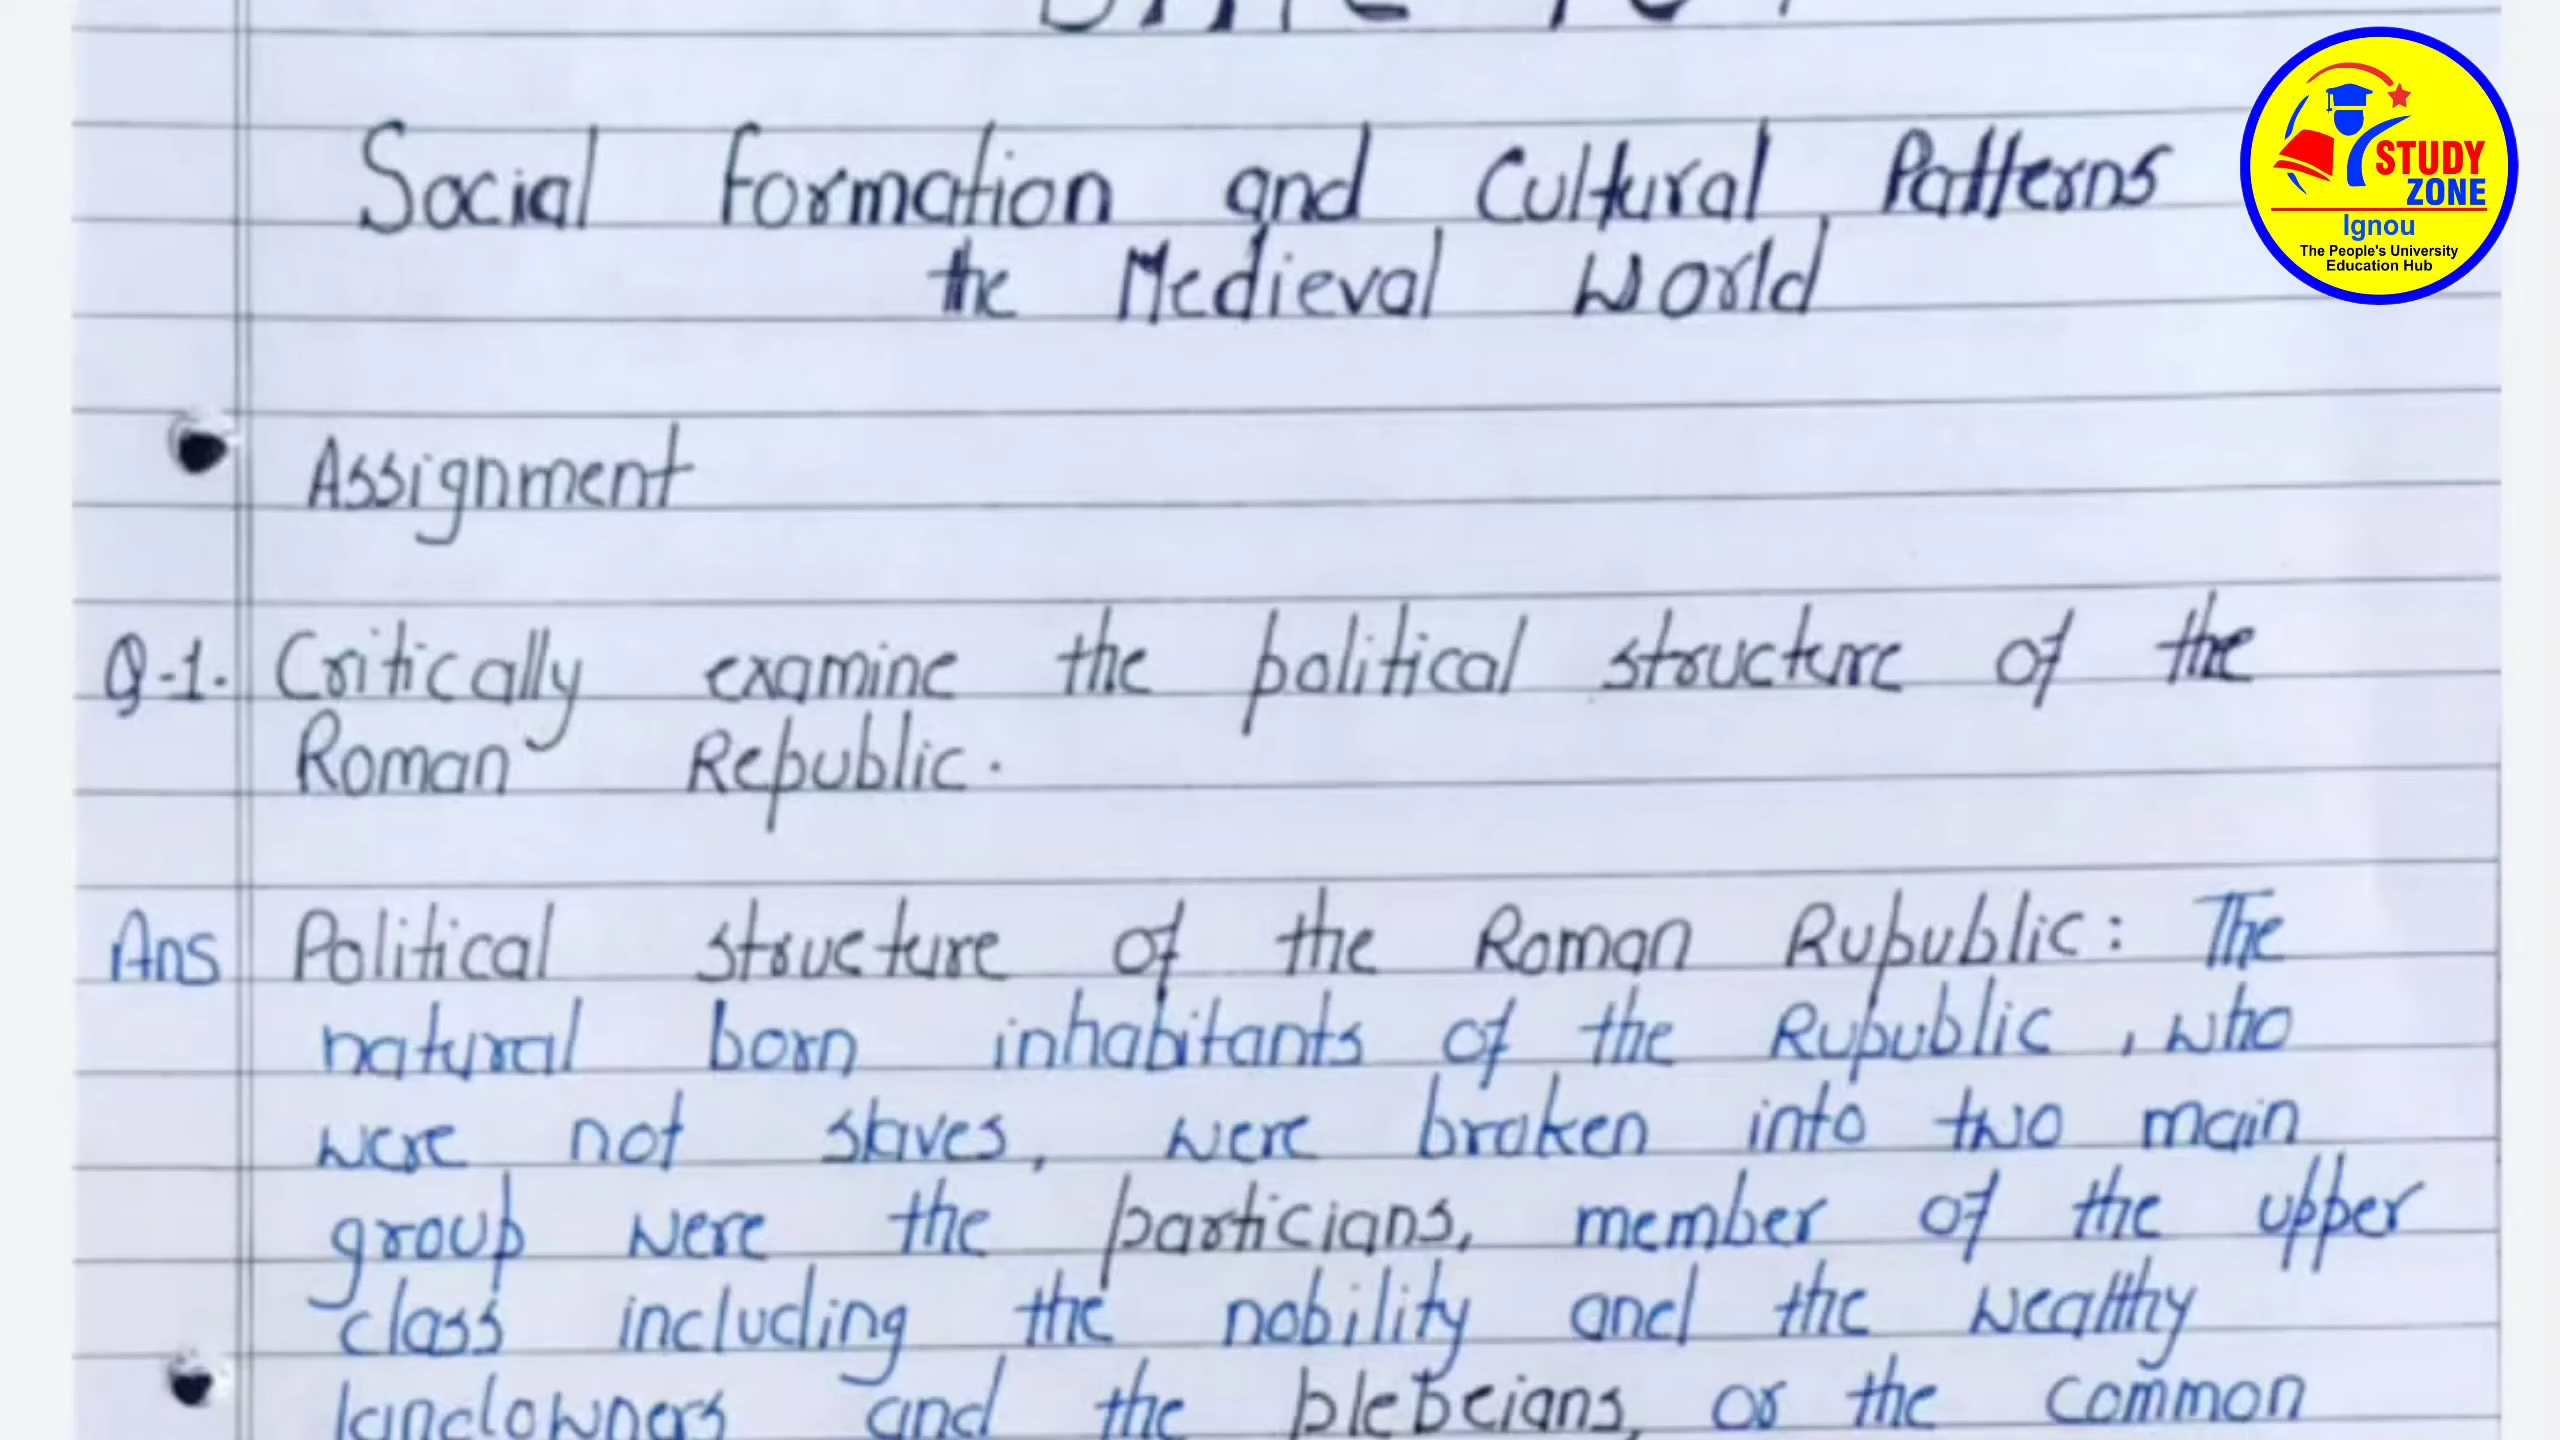 Social Formation and Cultural Patterns
the Medieval World
STUDY
ZONE
Ignou
The People's University
Education Hub
Assignment
Q-1. Critically examine the political structure of the
Roman Republic.
Ans Political structure of the Roman Rupublic: The
natural born inhabitants of the Rupublic, who
were not slaves, were broken into two main
group were the particians, member of the upper
class including the nobility and the wealthy
landowners and the plebeians, or the common